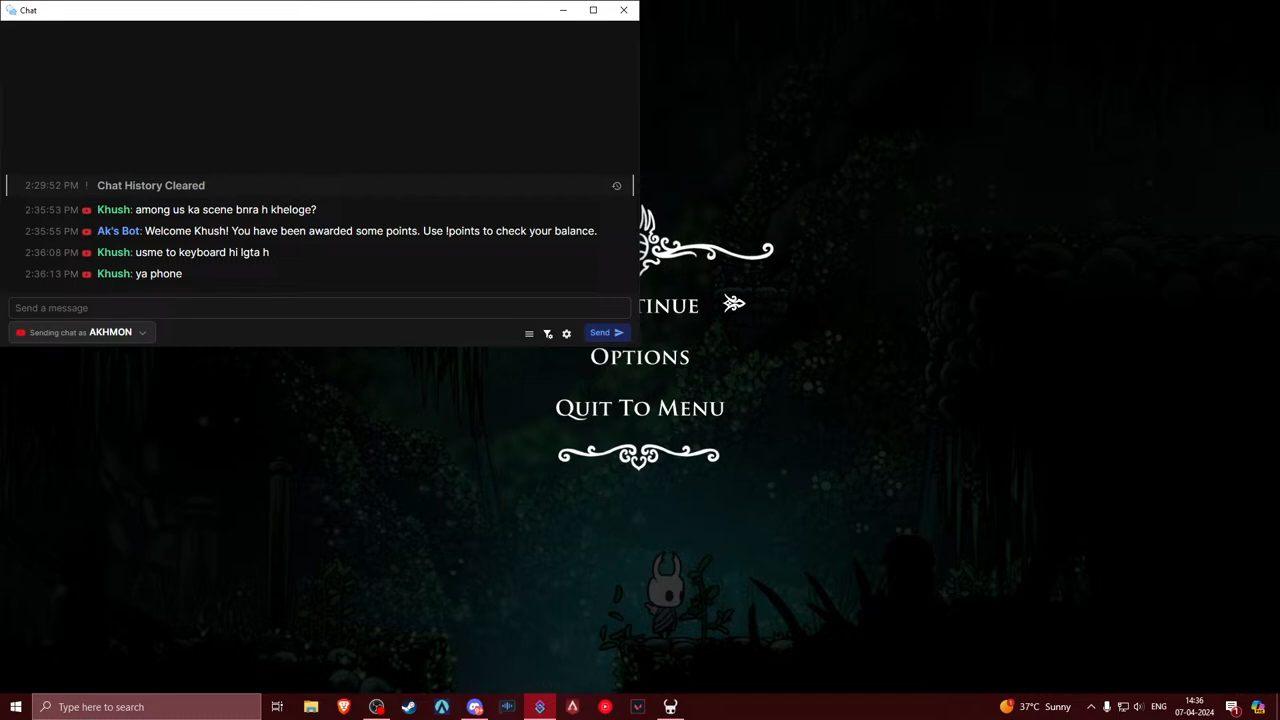 Chat
2:29:52 PM ! Chat History Cleared
2:35:53 PM Khush: among us ka scene bnra h kheloge?
2:35:55 PM Ak's Bot: Welcome Khush! You have been awarded some points. Use !points to check your balance.
2:36:08 PM Khush: usme to keyboard hi lgta h
2:36:13 PM Khush: ya phone
Send a message
Sending chat as AKHMON
Send
TINUE
OPTIONS
QUIT TO MENU
Type here to search
37°C Sunny
ENG
14:36
07-04-2024
1